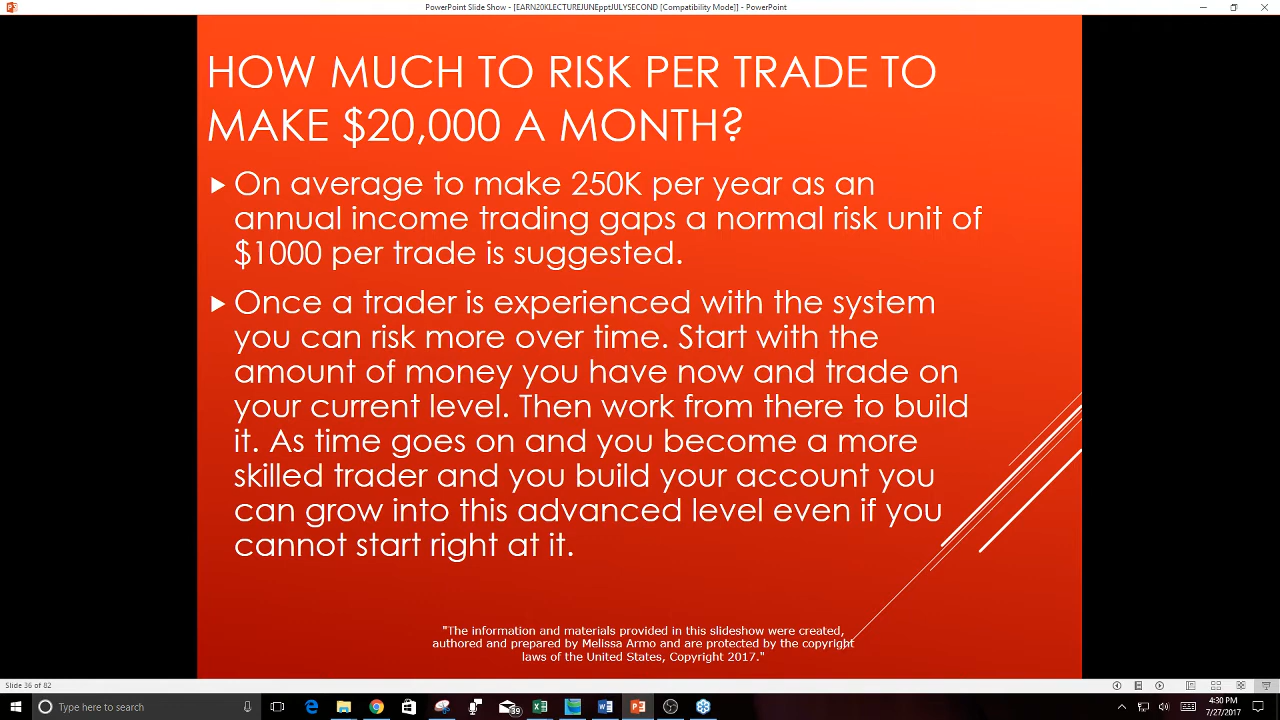 PowerPoint Slide Show - [EARN20KLECTUREJUNEpptJULYSECOND [Compatibility Mode]] - PowerPoint
HOW MUCH TO RISK PER TRADE TO
MAKE $20,000 A MONTH?
On average to make 250K per year as an
annual income trading gaps a normal risk unit of
$1000 per trade is suggested.
Once a trader is experienced with the system
you can risk more over time. Start with the
amount of money you have now and trade on
your current level. Then work from there to build
it. As time goes on and you become a more
skilled trader and you build your account you
can grow into this advanced level even if you
cannot start right at it.
"The information and materials provided in this slideshow were created,
authored and prepared by Melissa Armo and are protected by the copyright
laws of the United States, Copyright 2017."
Slide 36 of 82
Type here to search
38
4:30 PM
7/27/2017